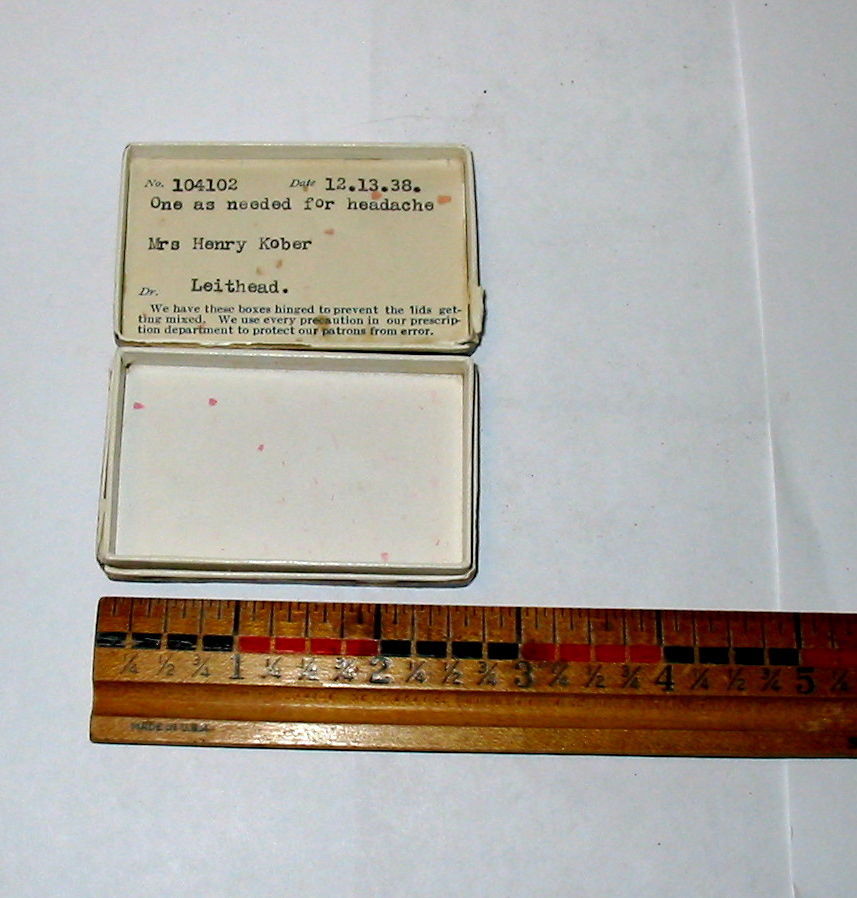 No. 104102 Date 12.13.38.
One as needed for headache
Mrs Henry Kober
Dr. Leithead.
We have these boxes hinged to prevent the lids get-
ting mixed. We use every precaution in our prescrip-
tion department to protect our patrons from error.
1/4 1/2 3/4 1 1/4 1/2 3/4 2 1/4 1/2 3/4 3 1/4 1/2 3/4 4 1/4 1/2 3/4 5 1/4
MADE IN U.S.A.